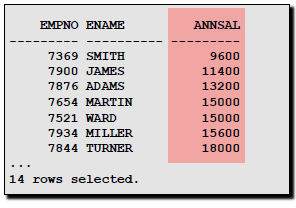 EMPNO ENAME ANNSAL
--------- ---------- ---------
7369 SMITH 9600
7900 JAMES 11400
7876 ADAMS 13200
7654 MARTIN 15000
7521 WARD 15000
7934 MILLER 15600
7844 TURNER 18000
...
14 rows selected.